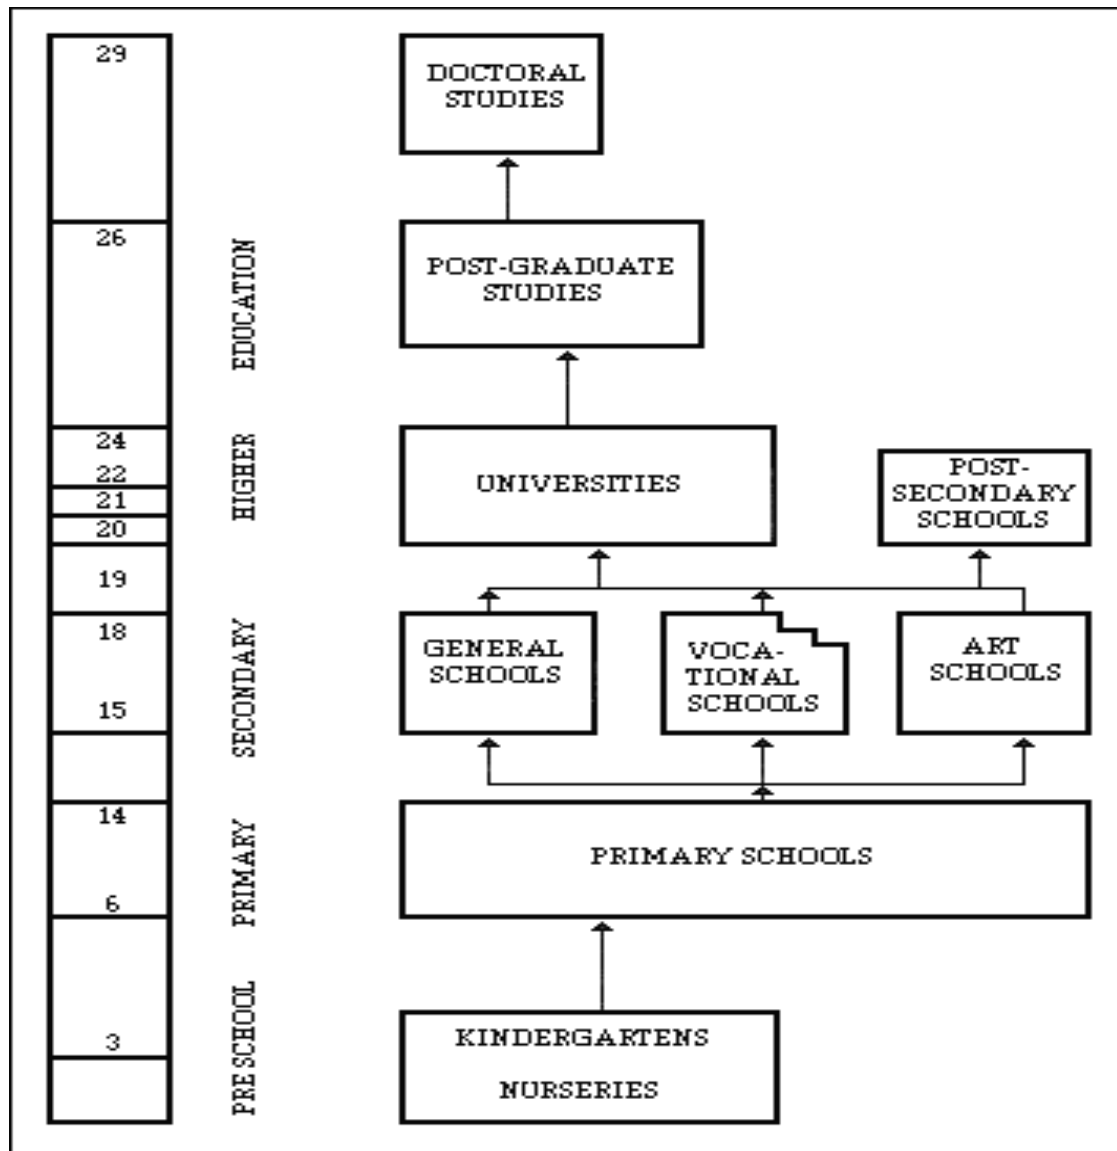 29
DOCTORAL
STUDIES
26
EDUCATION
POST-GRADUATE
STUDIES
24
22
21
20
HIGHER
UNIVERSITIES
POST-
SECONDARY
SCHOOLS
19
18
15
SECONDARY
GENERAL
SCHOOLS
VOCA-
TIONAL
SCHOOLS
ART
SCHOOLS
14
6
PRIMARY
PRIMARY SCHOOLS
3
PRESCHOOL
KINDERGARTENS
NURSERIES